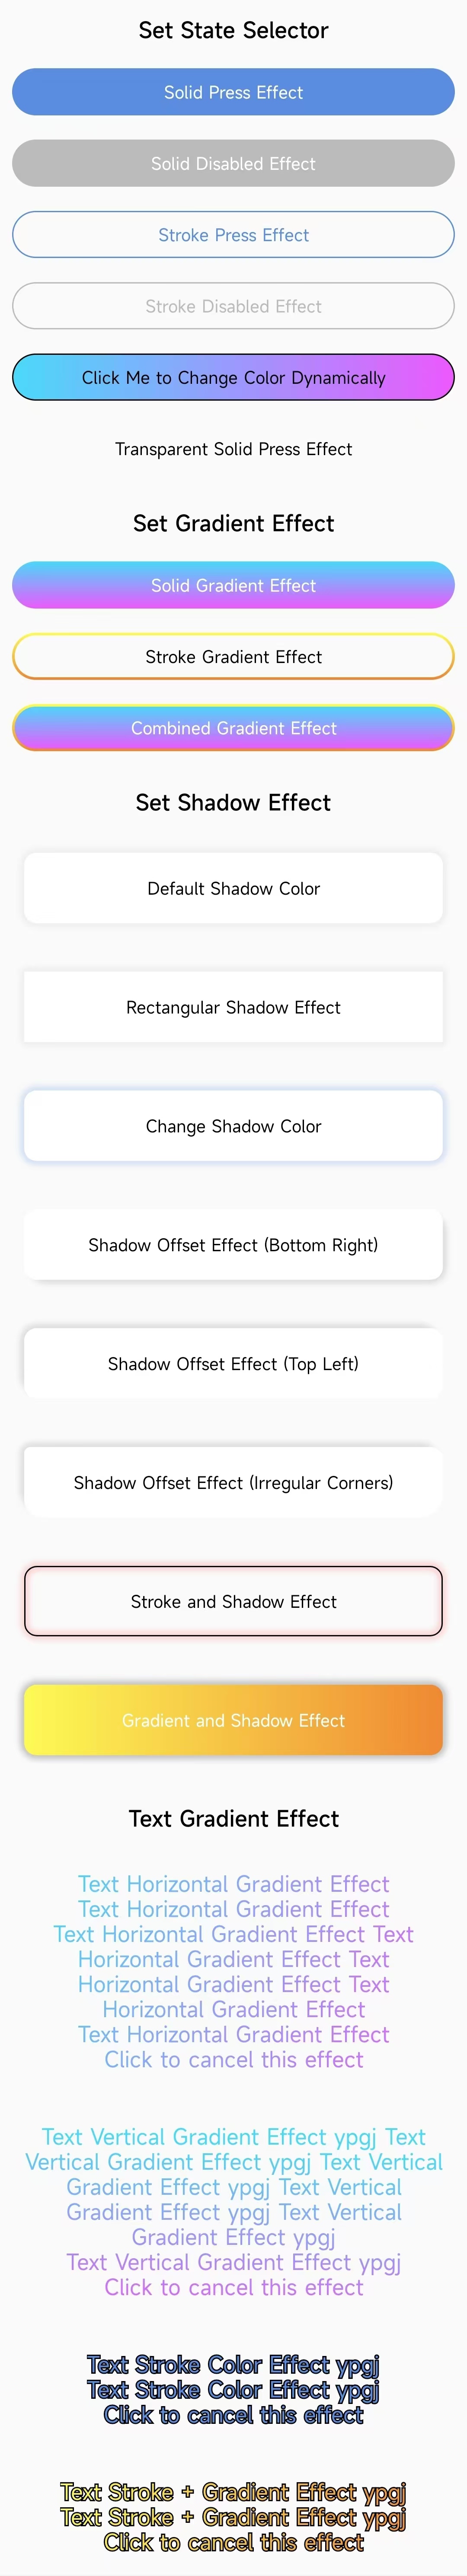 Set State Selector
Solid Press Effect
Solid Disabled Effect
Stroke Press Effect
Stroke Disabled Effect
Click Me to Change Color Dynamically
Transparent Solid Press Effect
Set Gradient Effect
Solid Gradient Effect
Stroke Gradient Effect
Combined Gradient Effect
Set Shadow Effect
Default Shadow Color
Rectangular Shadow Effect
Change Shadow Color
Shadow Offset Effect (Bottom Right)
Shadow Offset Effect (Top Left)
Shadow Offset Effect (Irregular Corners)
Stroke and Shadow Effect
Gradient and Shadow Effect
Text Gradient Effect
Text Horizontal Gradient Effect
Text Horizontal Gradient Effect
Text Horizontal Gradient Effect Text
Horizontal Gradient Effect Text
Horizontal Gradient Effect Text
Horizontal Gradient Effect
Text Horizontal Gradient Effect
Click to cancel this effect
Text Vertical Gradient Effect ypgj Text
Vertical Gradient Effect ypgj Text Vertical
Gradient Effect ypgj Text Vertical
Gradient Effect ypgj Text Vertical
Gradient Effect ypgj
Text Vertical Gradient Effect ypgj
Click to cancel this effect
Text Stroke Color Effect ypgj
Text Stroke Color Effect ypgj
Click to cancel this effect
Text Stroke + Gradient Effect ypgj
Text Stroke + Gradient Effect ypgj
Click to cancel this effect